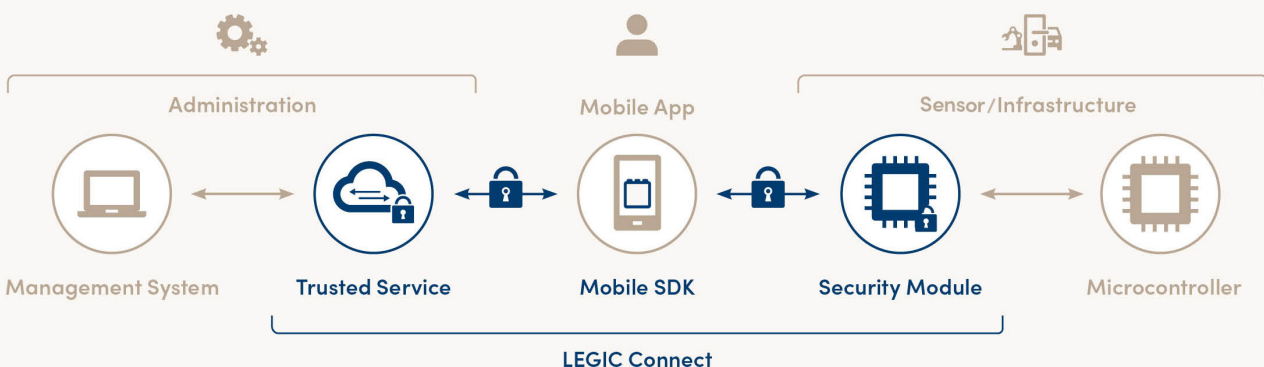 Administration
Mobile App
Sensor/Infrastructure
Management System
Trusted Service
Mobile SDK
Security Module
Microcontroller
LEGIC Connect